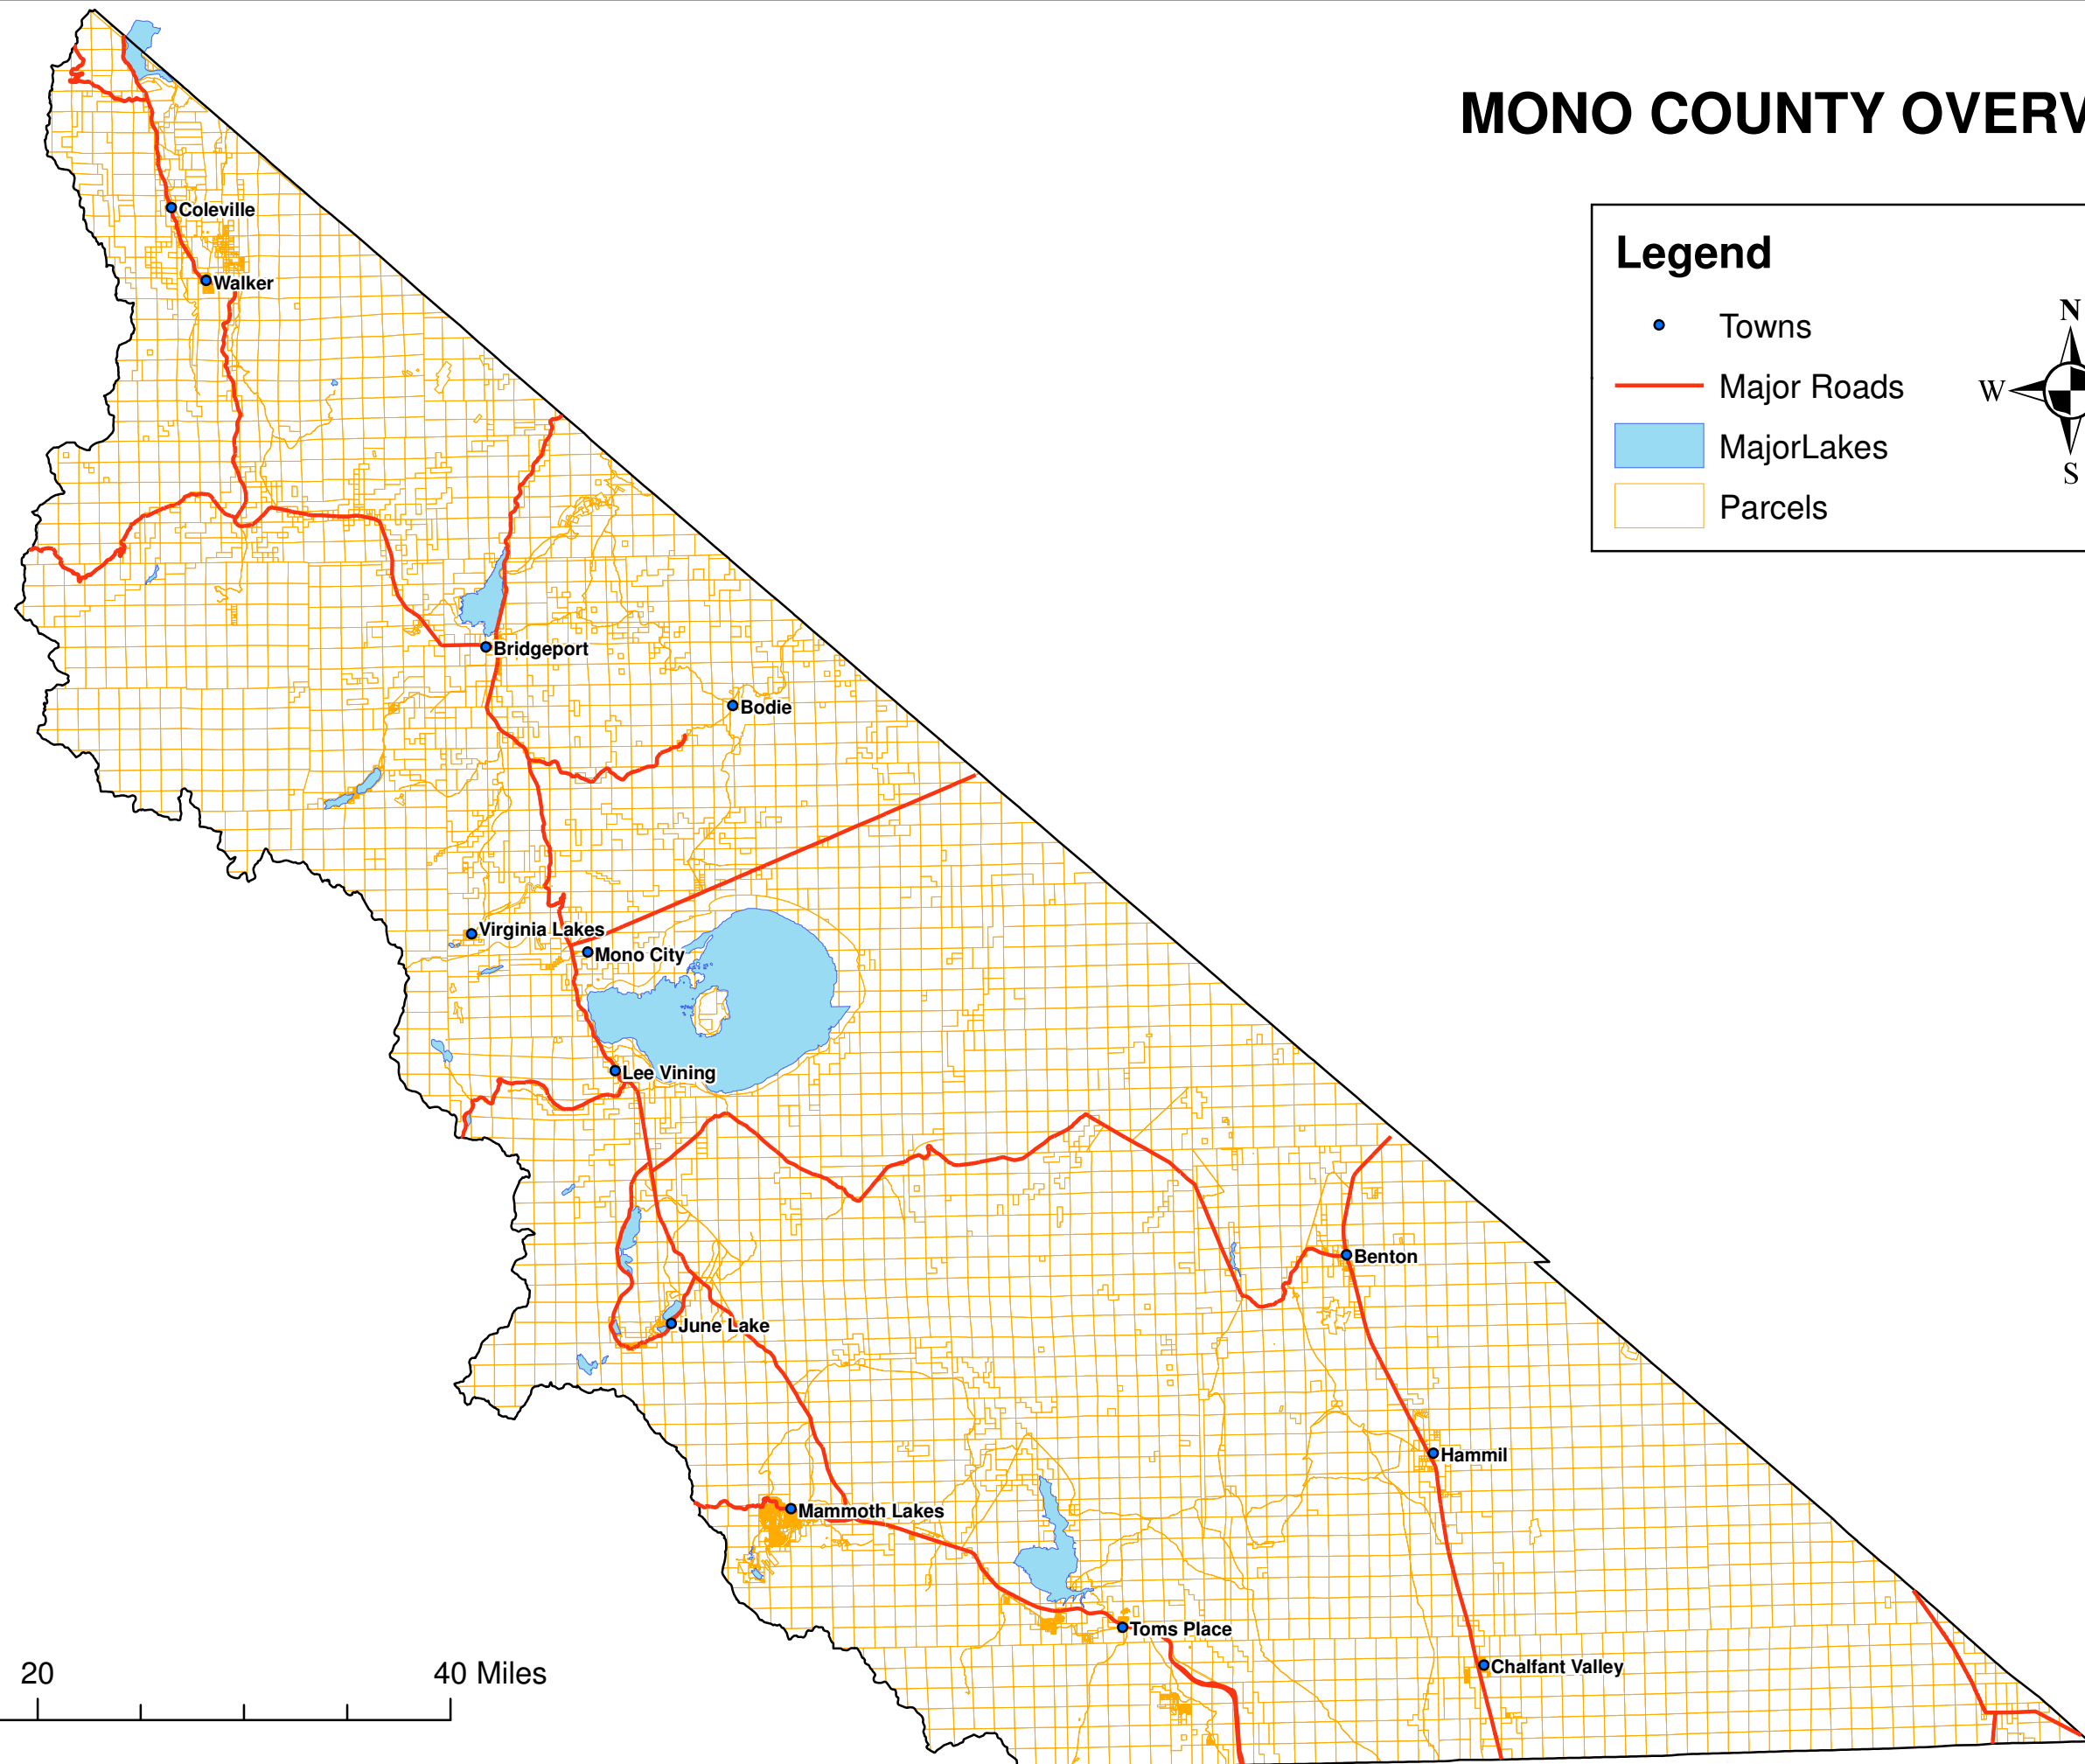 MONO COUNTY OVERV
Legend
Towns
Major Roads
MajorLakes
Parcels
N
W
S
Coleville
Walker
Bridgeport
Bodie
Virginia Lakes
Mono City
Lee Vining
Benton
June Lake
Hammil
Mammoth Lakes
Toms Place
Chalfant Valley
20
40 Miles